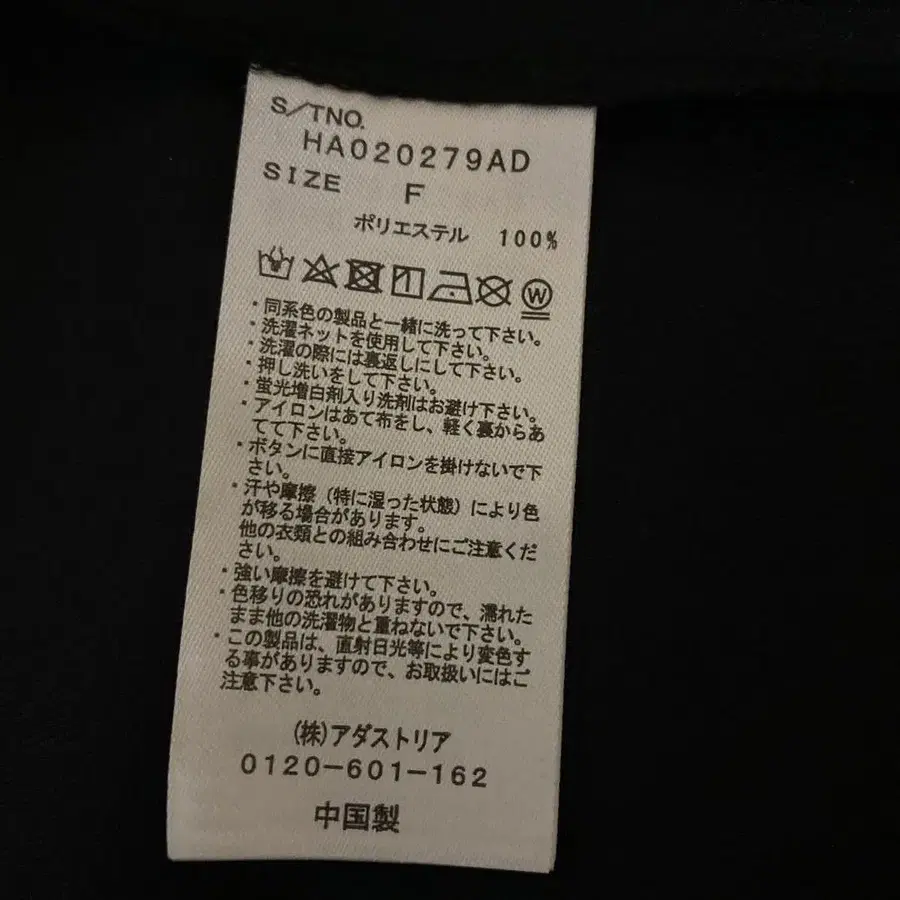 S/TNO.
HA020279AD
SIZE F
ポリエステル 100%
W
・同系色の製品と一緒に洗って下さい。
・洗濯ネットを使用して下さい。
・洗濯の際には裏返しにして下さい。
・押し洗いをして下さい。
・蛍光増白剤入り洗剤はお避け下さい。
・アイロンはあて布をし、軽く裏からあ
てて下さい。
・ボタンに直接アイロンを掛けないで下
さい。
・汗や摩擦（特に湿った状態）により色
が移る場合があります。
他の衣類との組み合わせにご注意くだ
さい。
・強い摩擦を避けて下さい。
・色移りの恐れがありますので、濡れた
まま他の洗濯物と重ねないで下さい。
・この製品は、直射日光等により変色す
る事がありますので、お取扱いにはご
注意下さい。
(株)アダストリア
0120-601-162
中国製